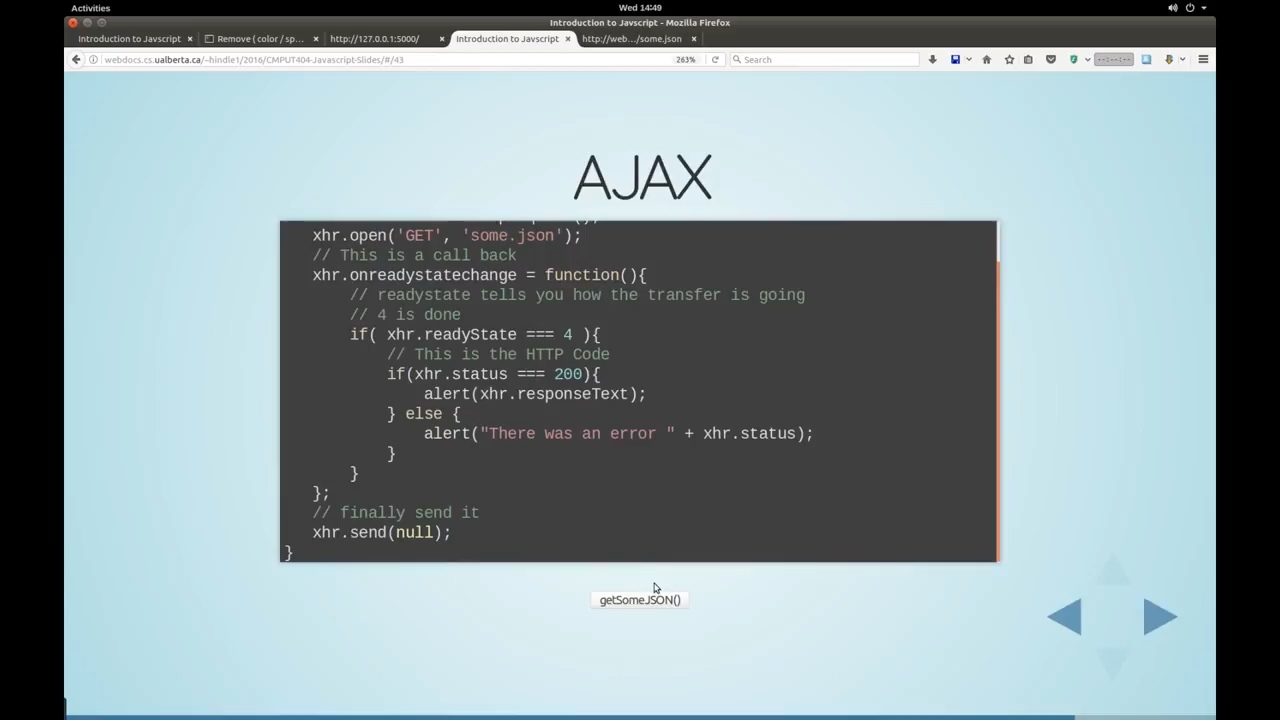 Activities
Wed 14:49
Introduction to Javscript - Mozilla Firefox
Introduction to Javscript ×
Remove ( color / sp... ×
http://127.0.0.1:5000/ ×
Introduction to Javscript ×
http://web.../some.json ×
webdocs.cs.ualberta.ca/~hindle1/2016/CMPUT404-Javascript-Slides/#/43
263%
Search
--:--:--
AJAX
xhr.open('GET', 'some.json');
// This is a call back
xhr.onreadystatechange = function(){
// readystate tells you how the transfer is going
// 4 is done
if( xhr.readyState === 4 ){
// This is the HTTP Code
if(xhr.status === 200){
alert(xhr.responseText);
} else {
alert("There was an error " + xhr.status);
}
}
};
// finally send it
xhr.send(null);
}
getSomeJSON()